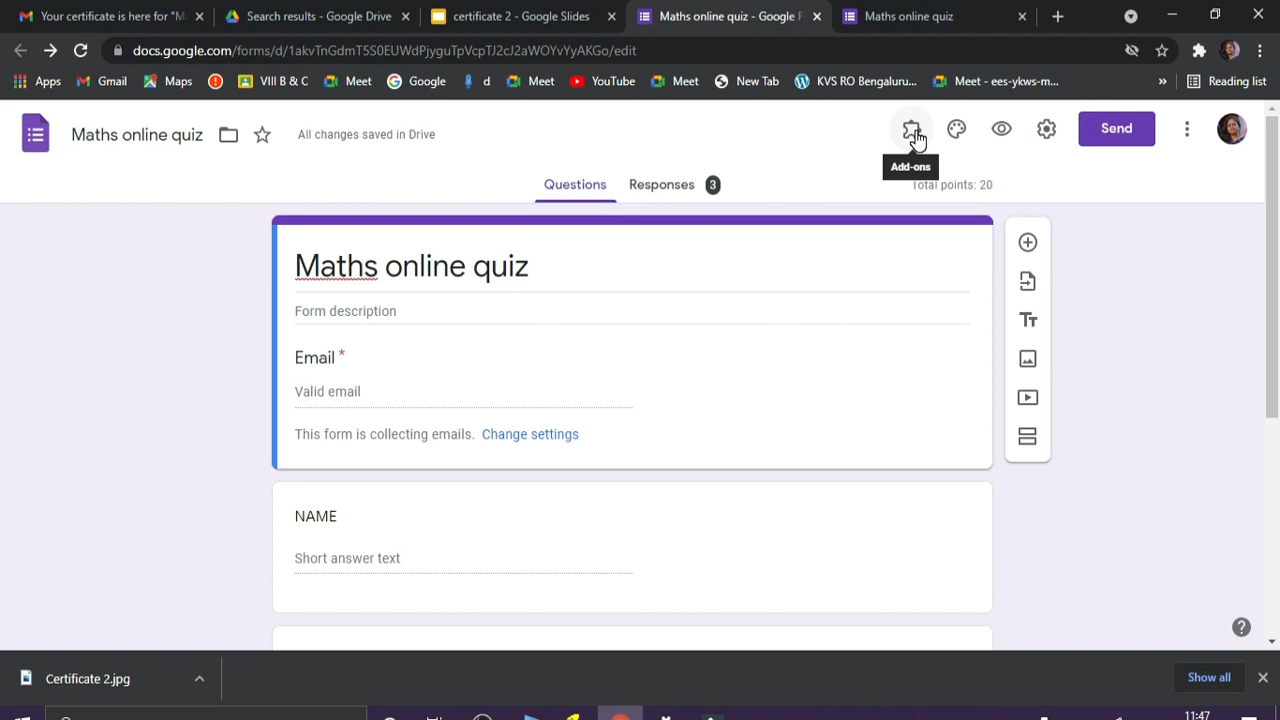 Your certificate is here for "M
Search results - Google Drive
certificate 2 - Google Slides
Maths online quiz - Google F
Maths online quiz
docs.google.com/forms/d/1akvTnGdmT5S0EUWdPjyguTpVcpTJ2cJ2aWOYvYyAKGo/edit
Apps
Gmail
Maps
VIII B & C
Meet
Google
d
Meet
YouTube
Meet
New Tab
KVS RO Bengaluru...
Meet - ees-ykws-m...
»
Reading list
Maths online quiz
All changes saved in Drive
Send
Add-ons
Questions
Responses 3
Total points: 20
Maths online quiz
Form description
Email *
Valid email
This form is collecting emails. Change settings
NAME
Short answer text
Certificate 2.jpg
Show all
11:47